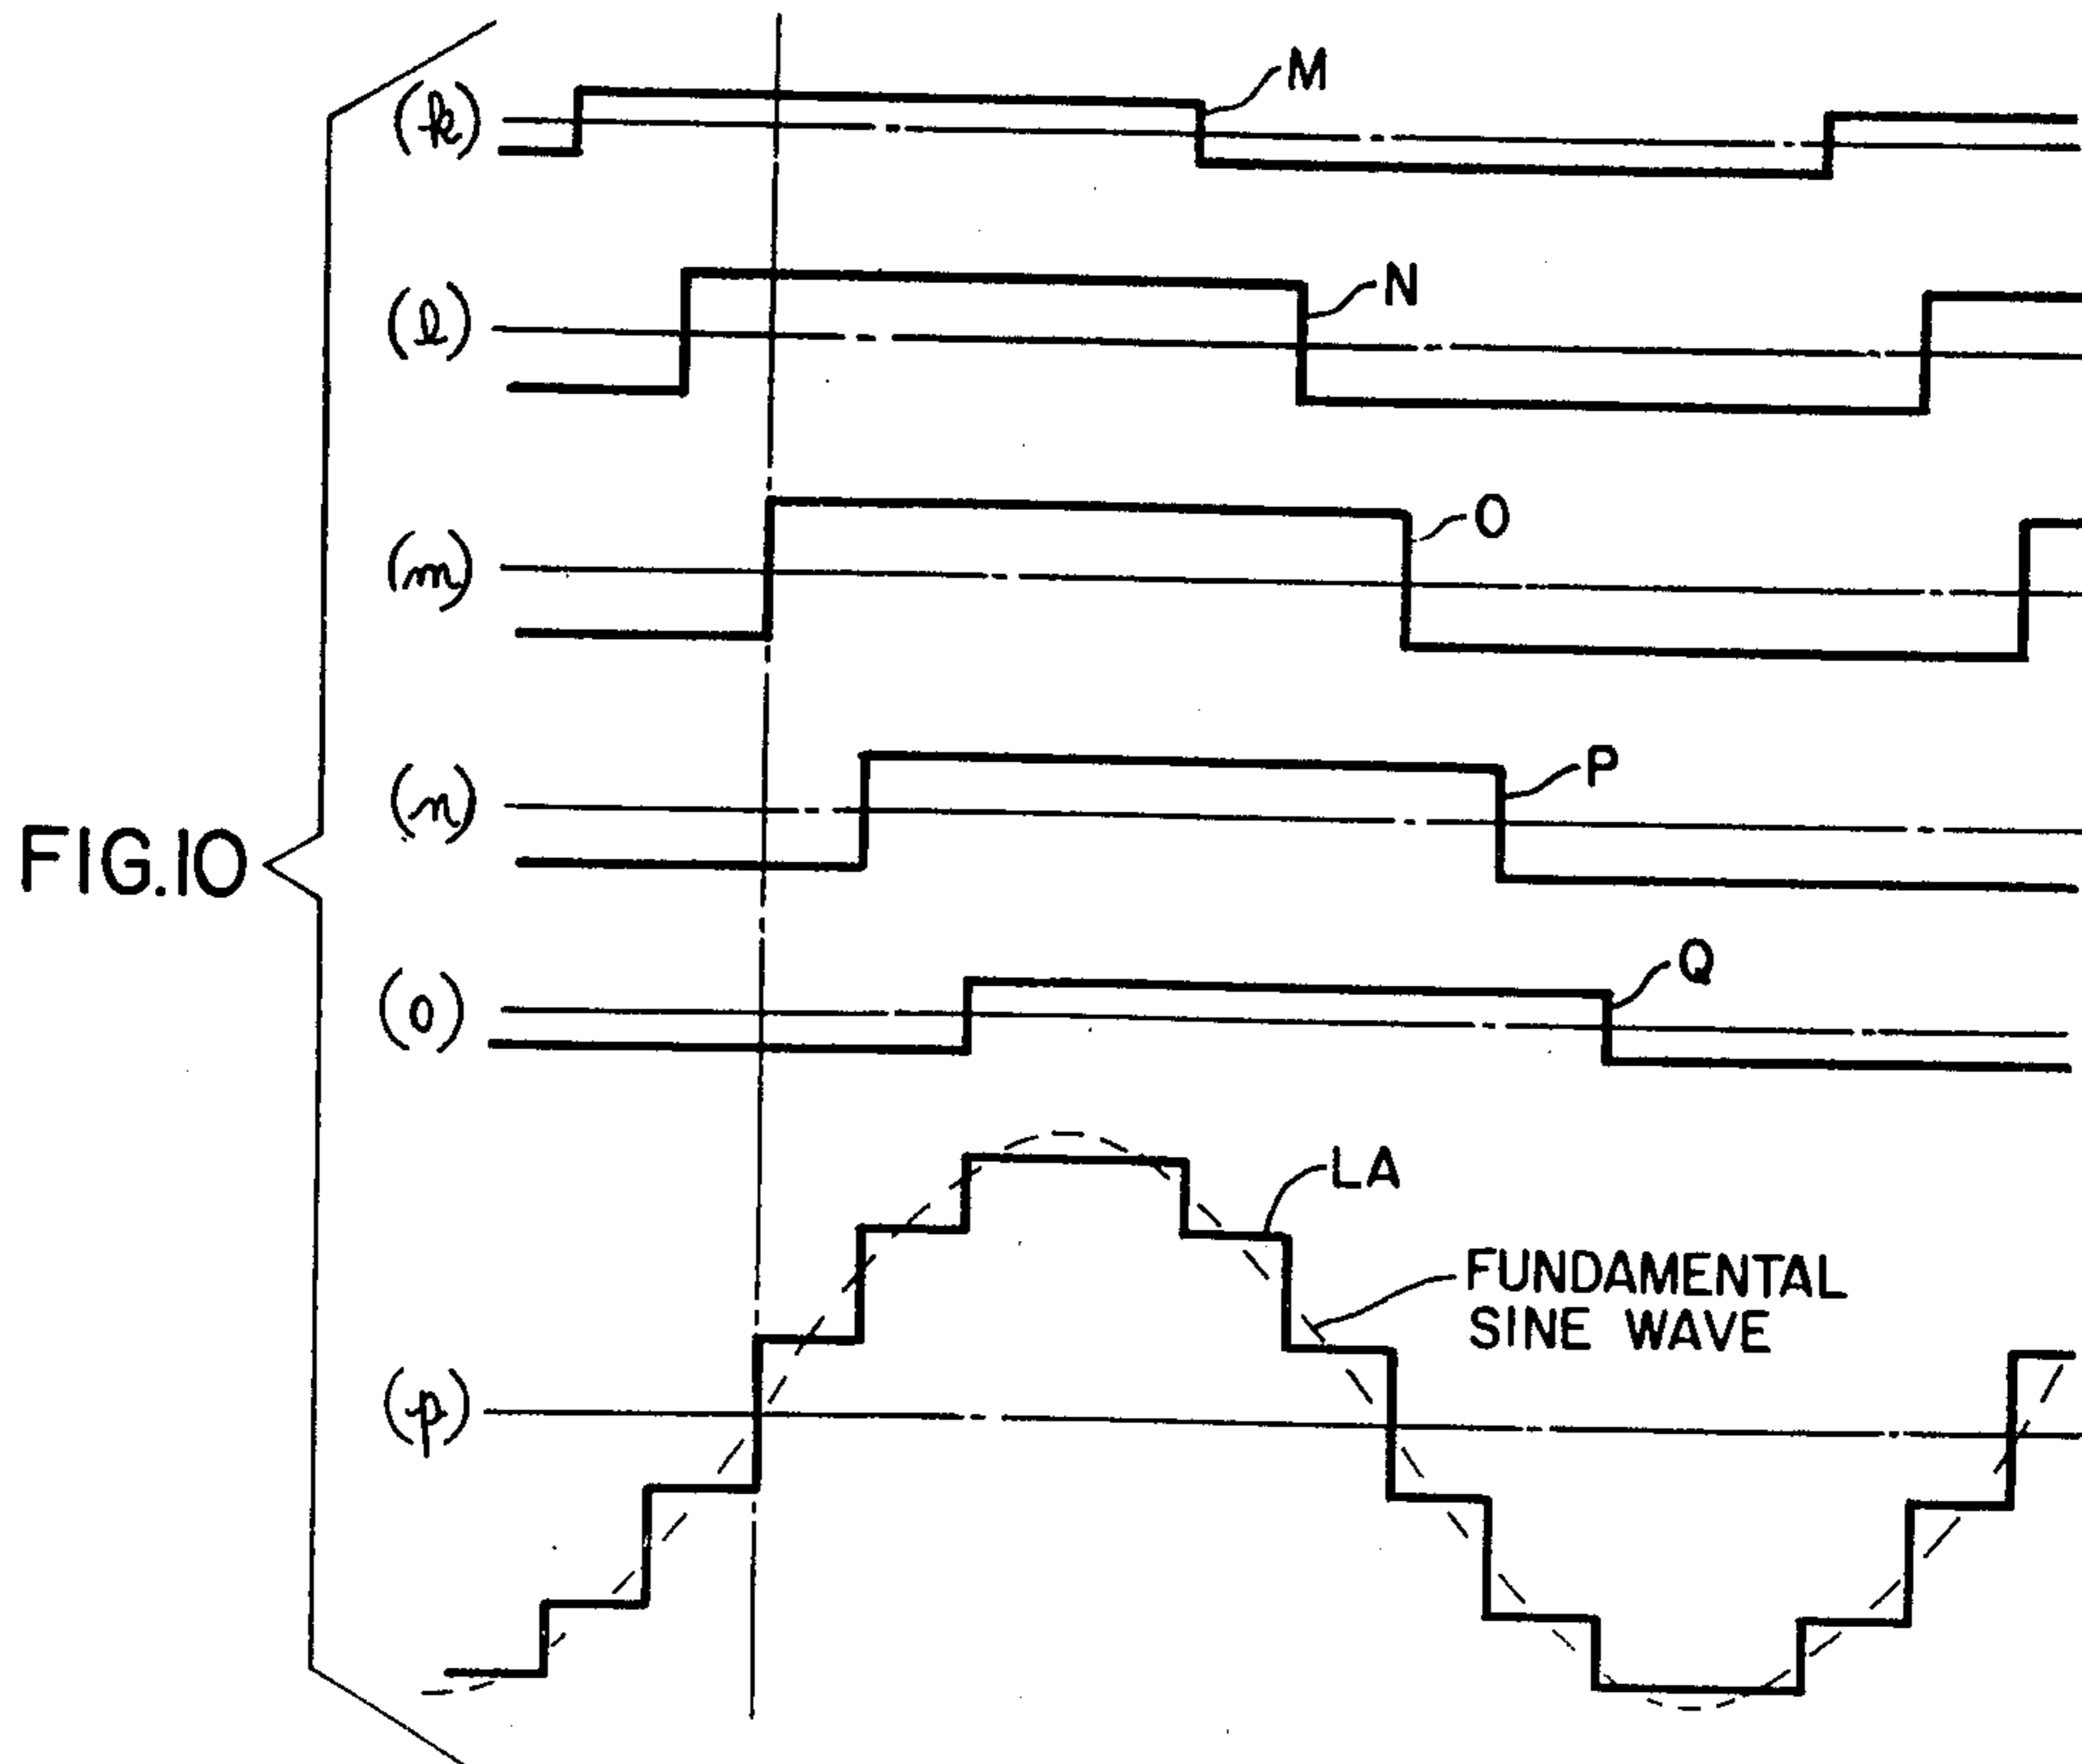 (k)
M
(l)
N
(m)
O
(n)
P
FIG.10
(o)
Q
LA
FUNDAMENTAL
SINE WAVE
(p)